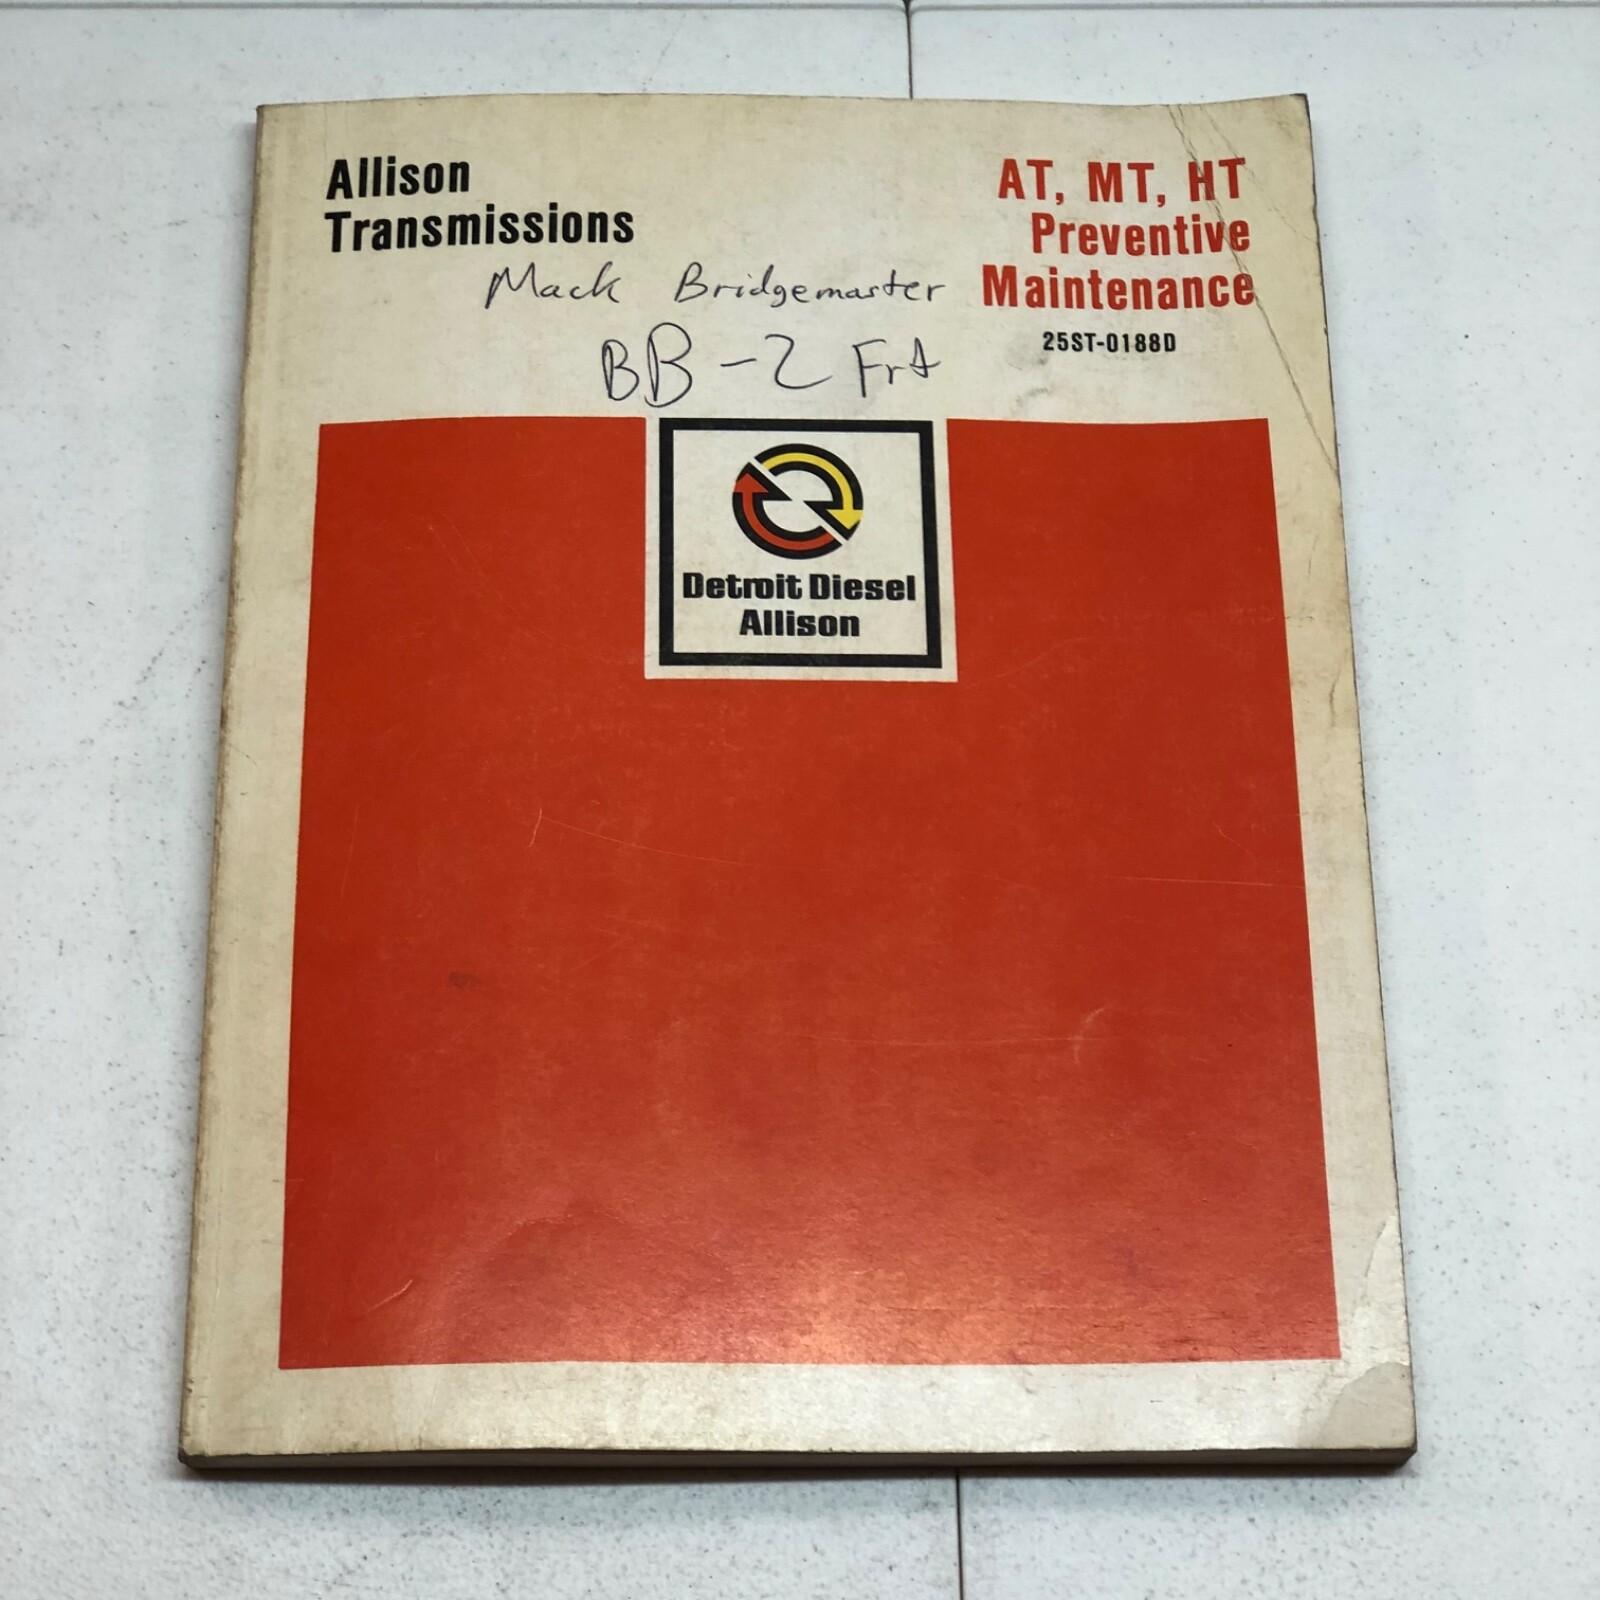 Allison
Transmissions
AT, MT, HT
Preventive
Maintenance
25ST-0188D
Mack Bridgemaster
BB-2 Frt
Detroit Diesel
Allison